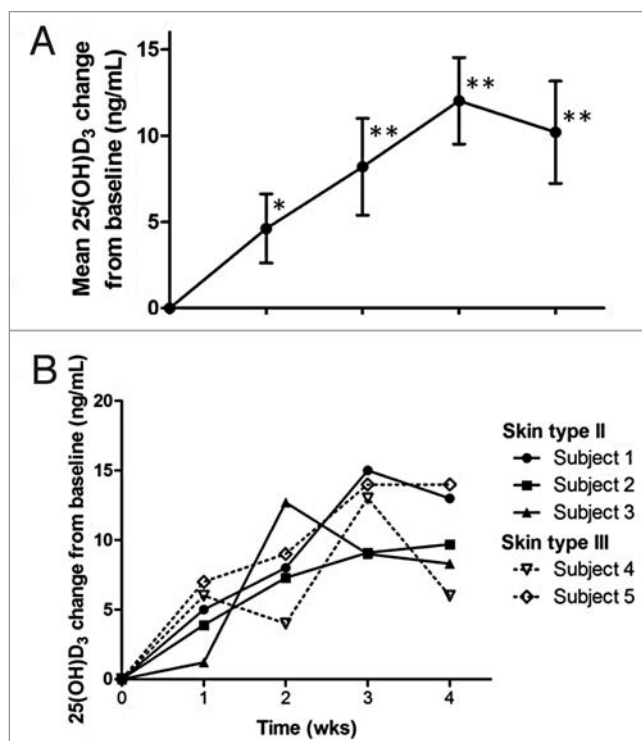 A
Mean 25(OH)D₃ change
from baseline (ng/mL)
15
10
5
0
*
**
**
**
B
25(OH)D₃ change from baseline (ng/mL)
20
15
10
5
0
0 1 2 3 4
Time (wks)
Skin type II
Subject 1
Subject 2
Subject 3
Skin type III
Subject 4
Subject 5